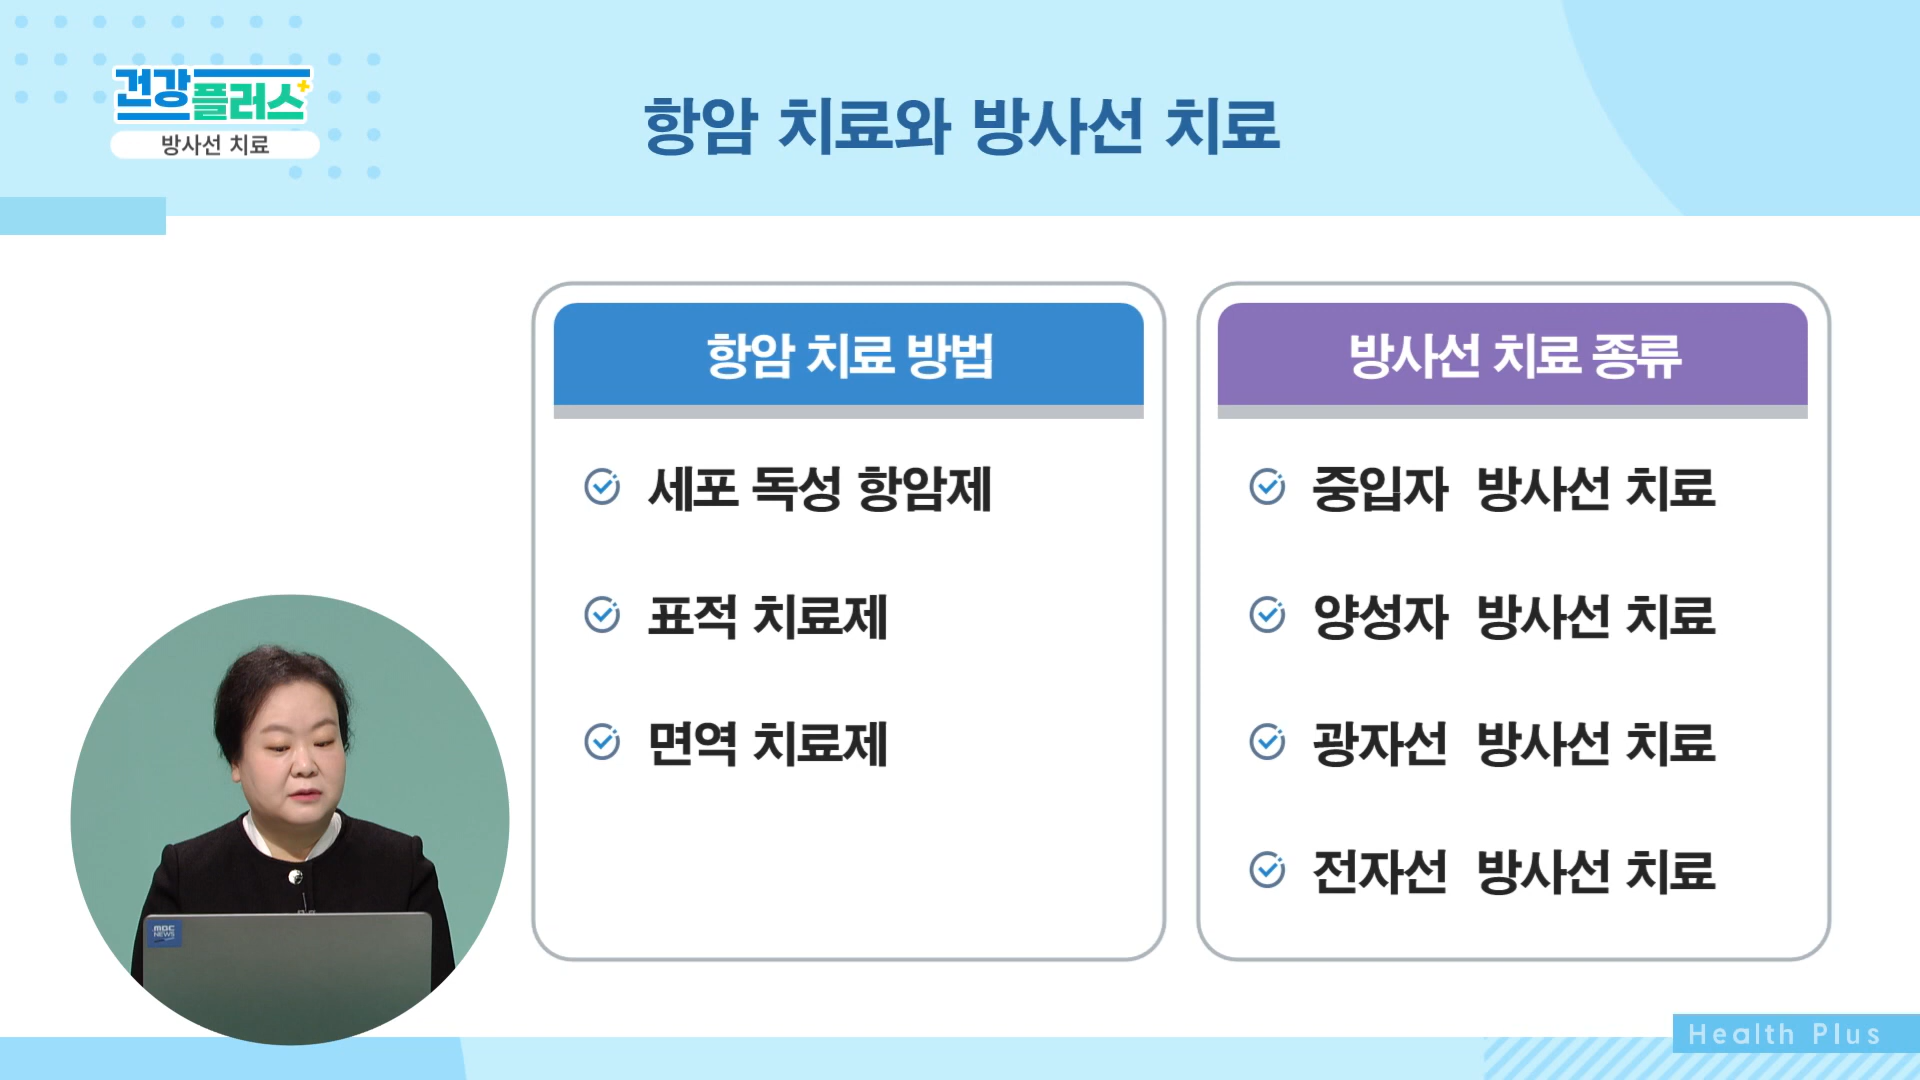 건강플러스+
방사선 치료
항암 치료와 방사선 치료
항암 치료 방법
세포 독성 항암제
표적 치료제
면역 치료제
방사선 치료 종류
중입자 방사선 치료
양성자 방사선 치료
광자선 방사선 치료
전자선 방사선 치료
MBC
NEWS
Health Plus